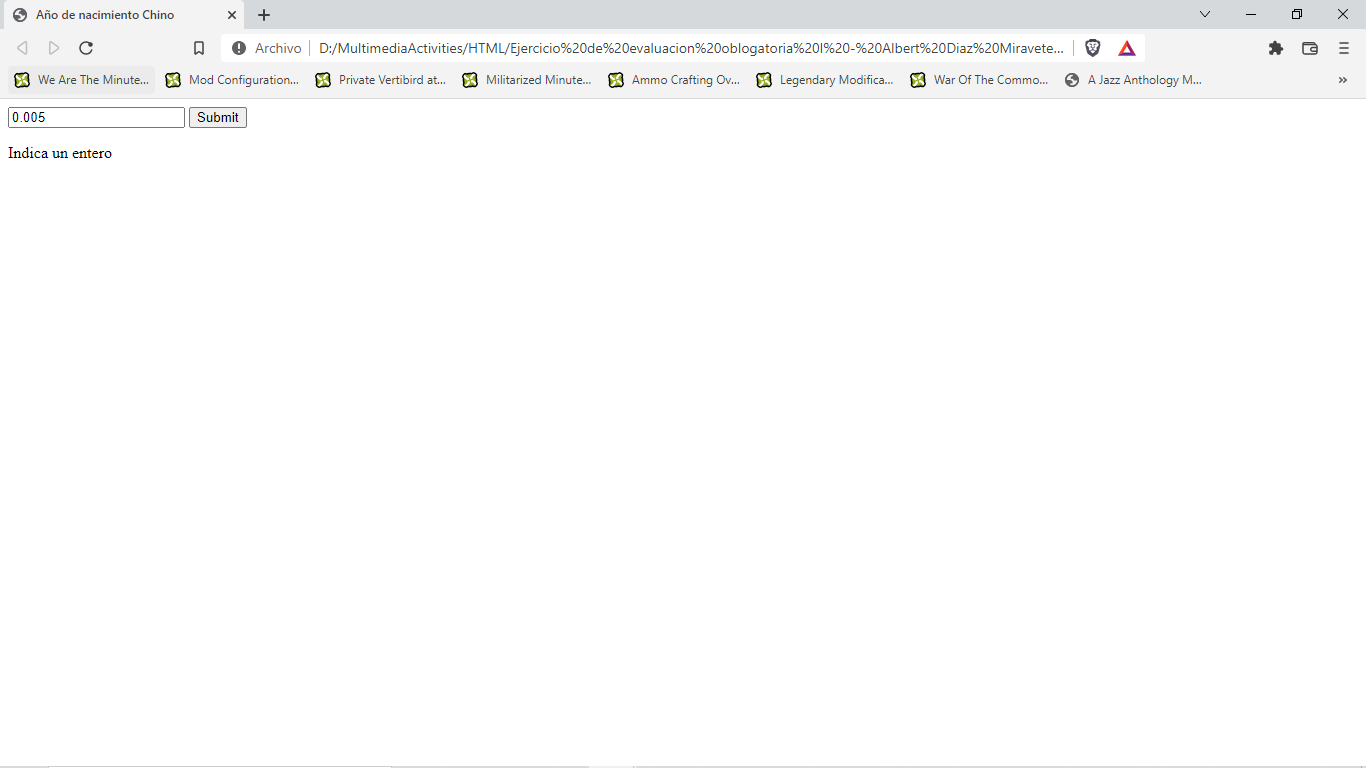 Año de nacimiento Chino
Archivo D:/MultimediaActivities/HTML/Ejercicio%20de%20evaluacion%20oblogatoria%20I%20-%20Albert%20Diaz%20Miravete...
We Are The Minute... Mod Configuration... Private Vertibird at... Militarized Minute... Ammo Crafting Ov... Legendary Modifica... War Of The Commo... A Jazz Anthology M... »
0.005 Submit
Indica un entero